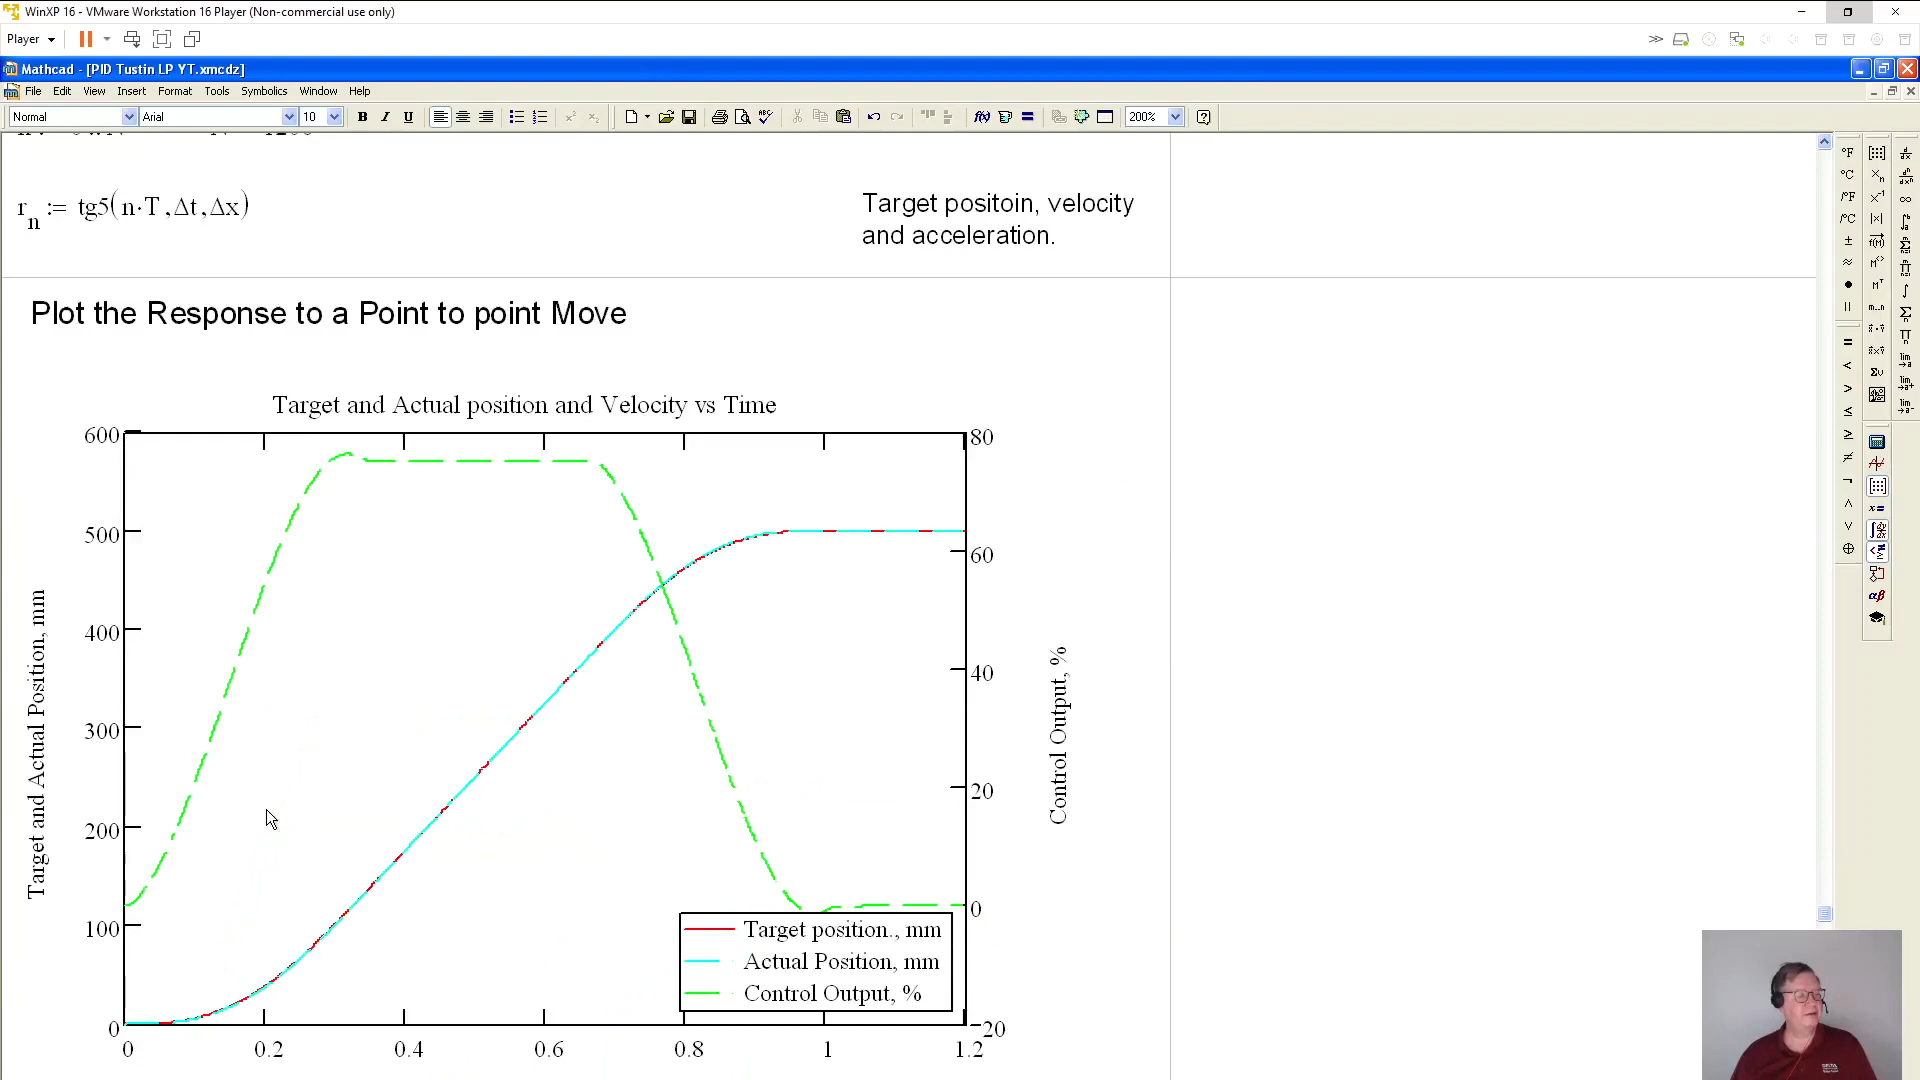 WinXP 16 - VMware Workstation 16 Player (Non-commercial use only)
Player
Mathcad - [PID Tustin LP YT.xmcdz]
File Edit View Insert Format Tools Symbolics Window Help
Normal Arial 10 B I U 200%
r n := tg5(n·T, Δt, Δx)
Target positoin, velocity
and acceleration.
Plot the Response to a Point to point Move
Target and Actual position and Velocity vs Time
Target and Actual Position, mm
600
500
400
300
200
100
0
80
60
40
20
0
−20
Control Output, %
Target position., mm
Actual Position, mm
Control Output, %
0 0.2 0.4 0.6 0.8 1 1.2